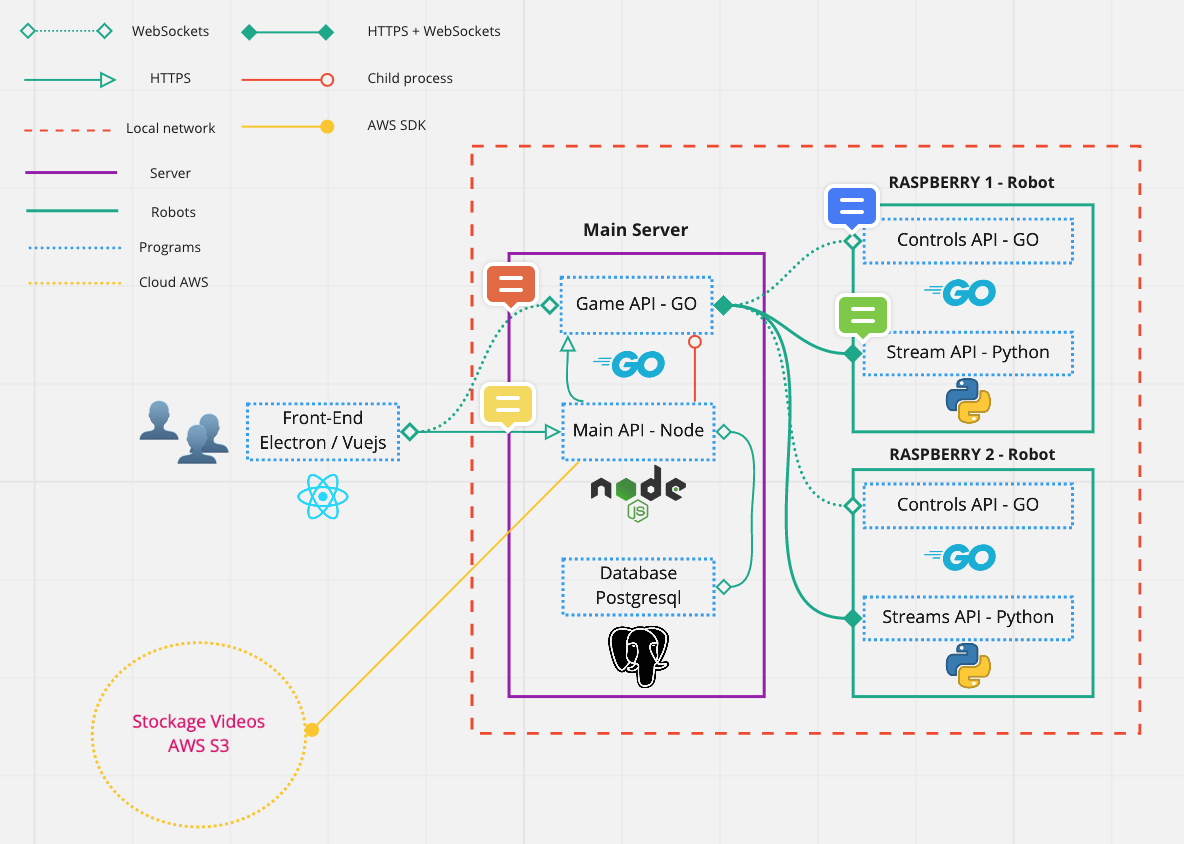 WebSockets
HTTPS + WebSockets
HTTPS
Child process
Local network
AWS SDK
Server
Robots
Programs
Cloud AWS
Main Server
Game API - GO
GO
Main API - Node
node
JS
Database
Postgresql
Front-End
Electron / Vuejs
Stockage Videos
AWS S3
RASPBERRY 1 - Robot
Controls API - GO
GO
Stream API - Python
RASPBERRY 2 - Robot
Controls API - GO
GO
Streams API - Python